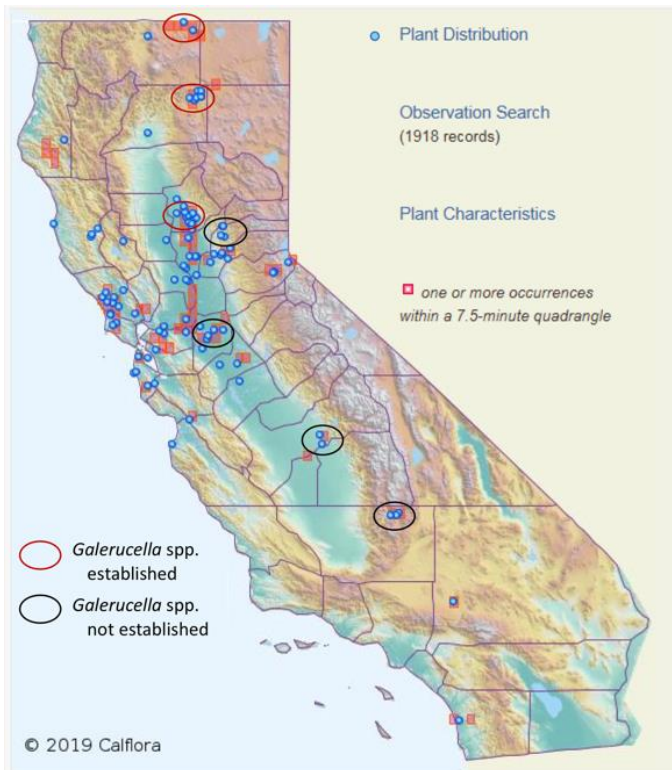 Plant Distribution
Observation Search
(1918 records)
Plant Characteristics
one or more occurrences
within a 7.5-minute quadrangle
Galerucella spp.
established
Galerucella spp.
not established
© 2019 Calflora